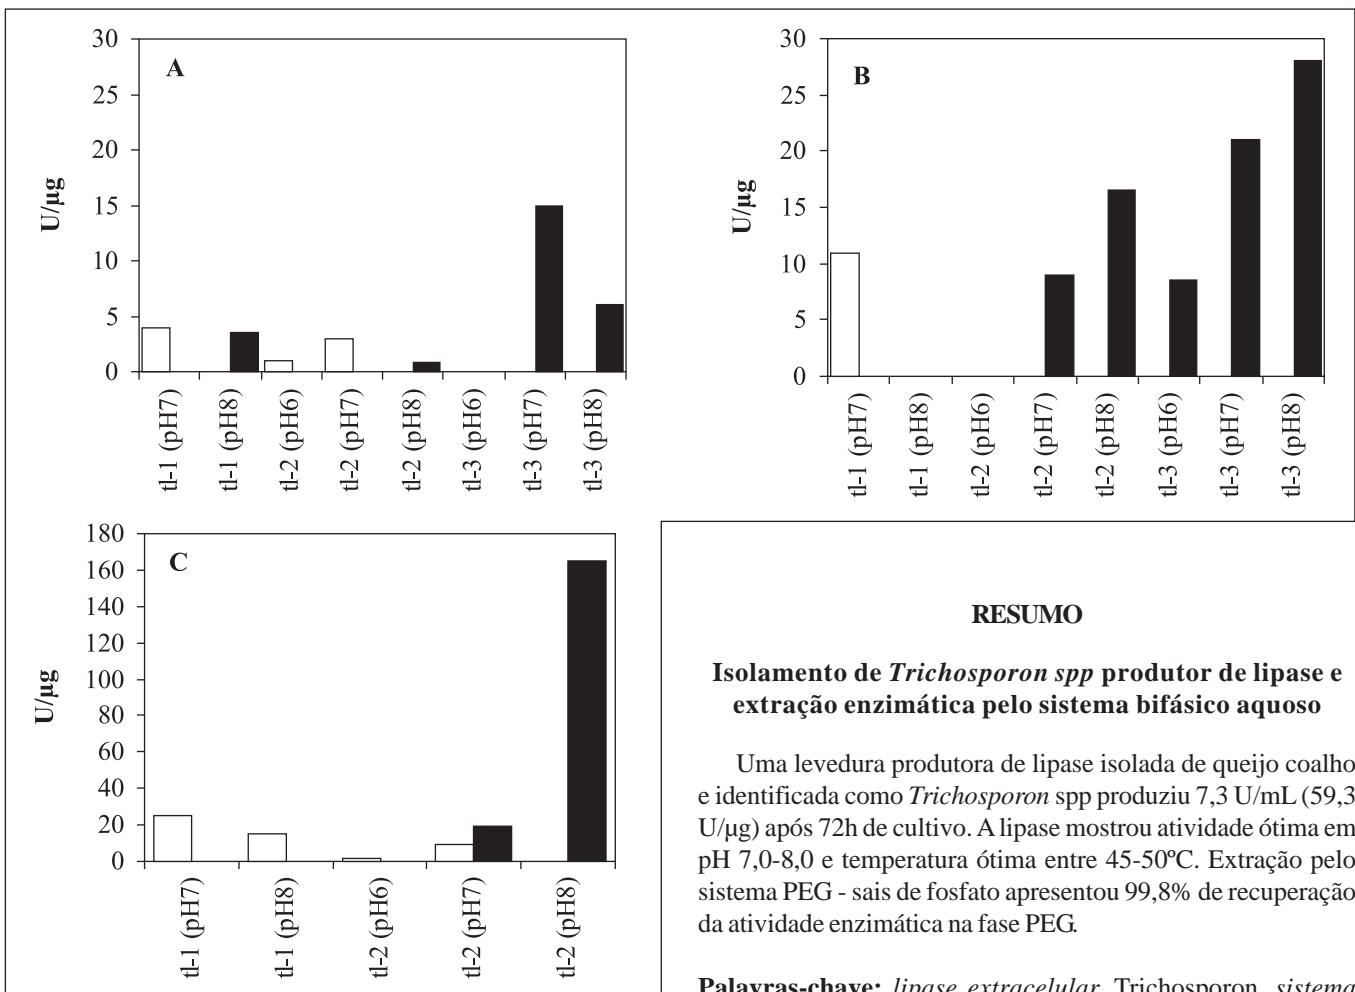 30
25
20
15
10
5
0
U/µg
A
tl-1 (pH7)
tl-1 (pH8)
tl-2 (pH6)
tl-2 (pH7)
tl-2 (pH8)
tl-3 (pH6)
tl-3 (pH7)
tl-3 (pH8)
30
25
20
15
10
5
0
U/µg
B
tl-1 (pH7)
tl-1 (pH8)
tl-2 (pH6)
tl-2 (pH7)
tl-2 (pH8)
tl-3 (pH6)
tl-3 (pH7)
tl-3 (pH8)
180
160
140
120
100
80
60
40
20
0
U/µg
C
tl-1 (pH7)
tl-1 (pH8)
tl-2 (pH6)
tl-2 (pH7)
tl-2 (pH8)
RESUMO
Isolamento de Trichosporon spp produtor de lipase e
extração enzimática pelo sistema bifásico aquoso
Uma levedura produtora de lipase isolada de queijo coalho
e identificada como Trichosporon spp produziu 7,3 U/mL (59,3
U/µg) após 72h de cultivo. A lipase mostrou atividade ótima em
pH 7,0-8,0 e temperatura ótima entre 45-50ºC. Extração pelo
sistema PEG - sais de fosfato apresentou 99,8% de recuperação
da atividade enzimática na fase PEG.
Palavras-chave: lipase extracelular, Trichosporon, sistema